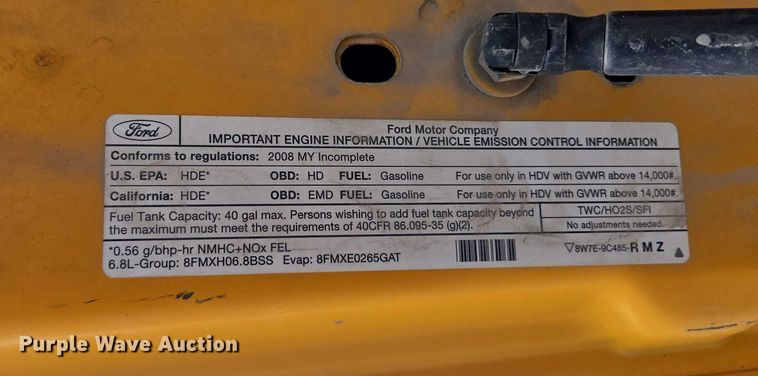 Ford
Ford Motor Company
IMPORTANT ENGINE INFORMATION / VEHICLE EMISSION CONTROL INFORMATION
Conforms to regulations: 2008 MY Incomplete
U.S. EPA: HDE* OBD: HD FUEL: Gasoline For use only in HDV with GVWR above 14,000#.
California: HDE* OBD: EMD FUEL: Gasoline For use only in HDV with GVWR above 14,000#.
Fuel Tank Capacity: 40 gal max. Persons wishing to add fuel tank capacity beyond
the maximum must meet the requirements of 40CFR 86.095-35 (g)(2).
TWC/HO2S/SFI
No adjustments needed.
*0.56 g/bhp-hr NMHC+NOx FEL
6.8L-Group: 8FMXH06.8BSS Evap: 8FMXE0265GAT
8W7E-9C485-RMZ
Purple Wave Auction